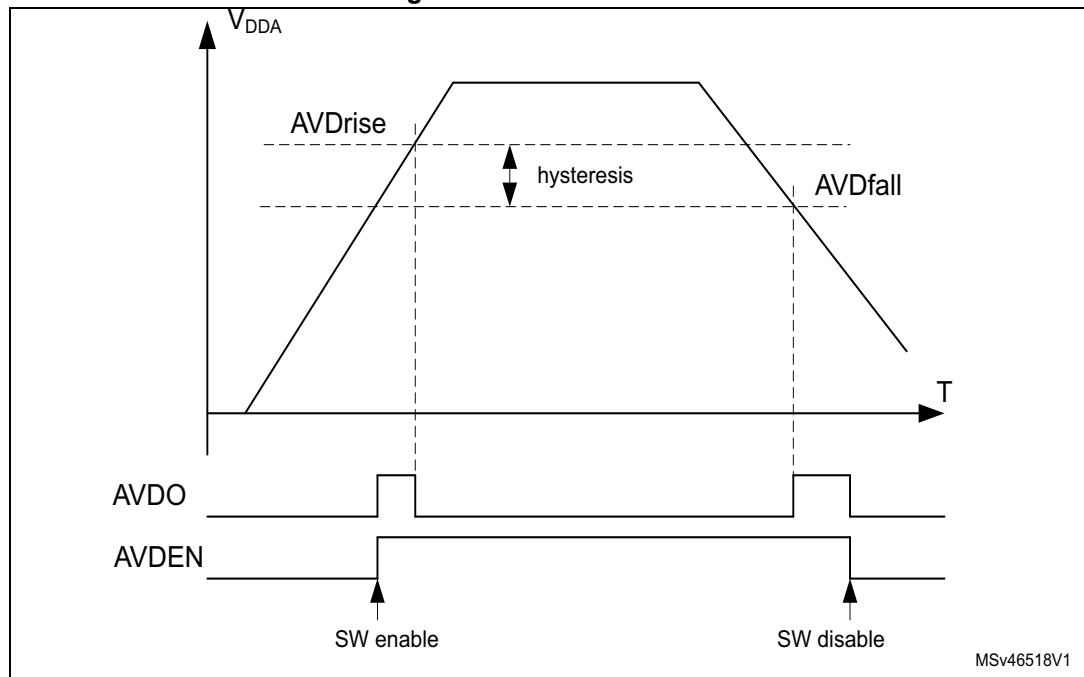 V_DDA
AVDrise
hysteresis
AVDfall
T
AVDO
AVDEN
SW enable
SW disable
MSv46518V1